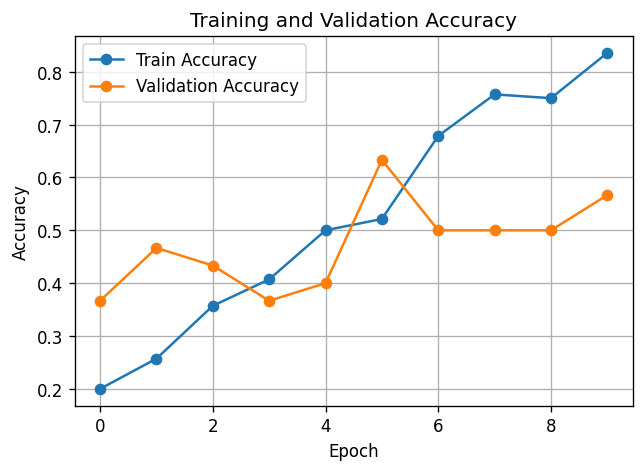 Training and Validation Accuracy
Train Accuracy
Validation Accuracy
Accuracy
0.8
0.7
0.6
0.5
0.4
0.3
0.2
0 2 4 6 8
Epoch